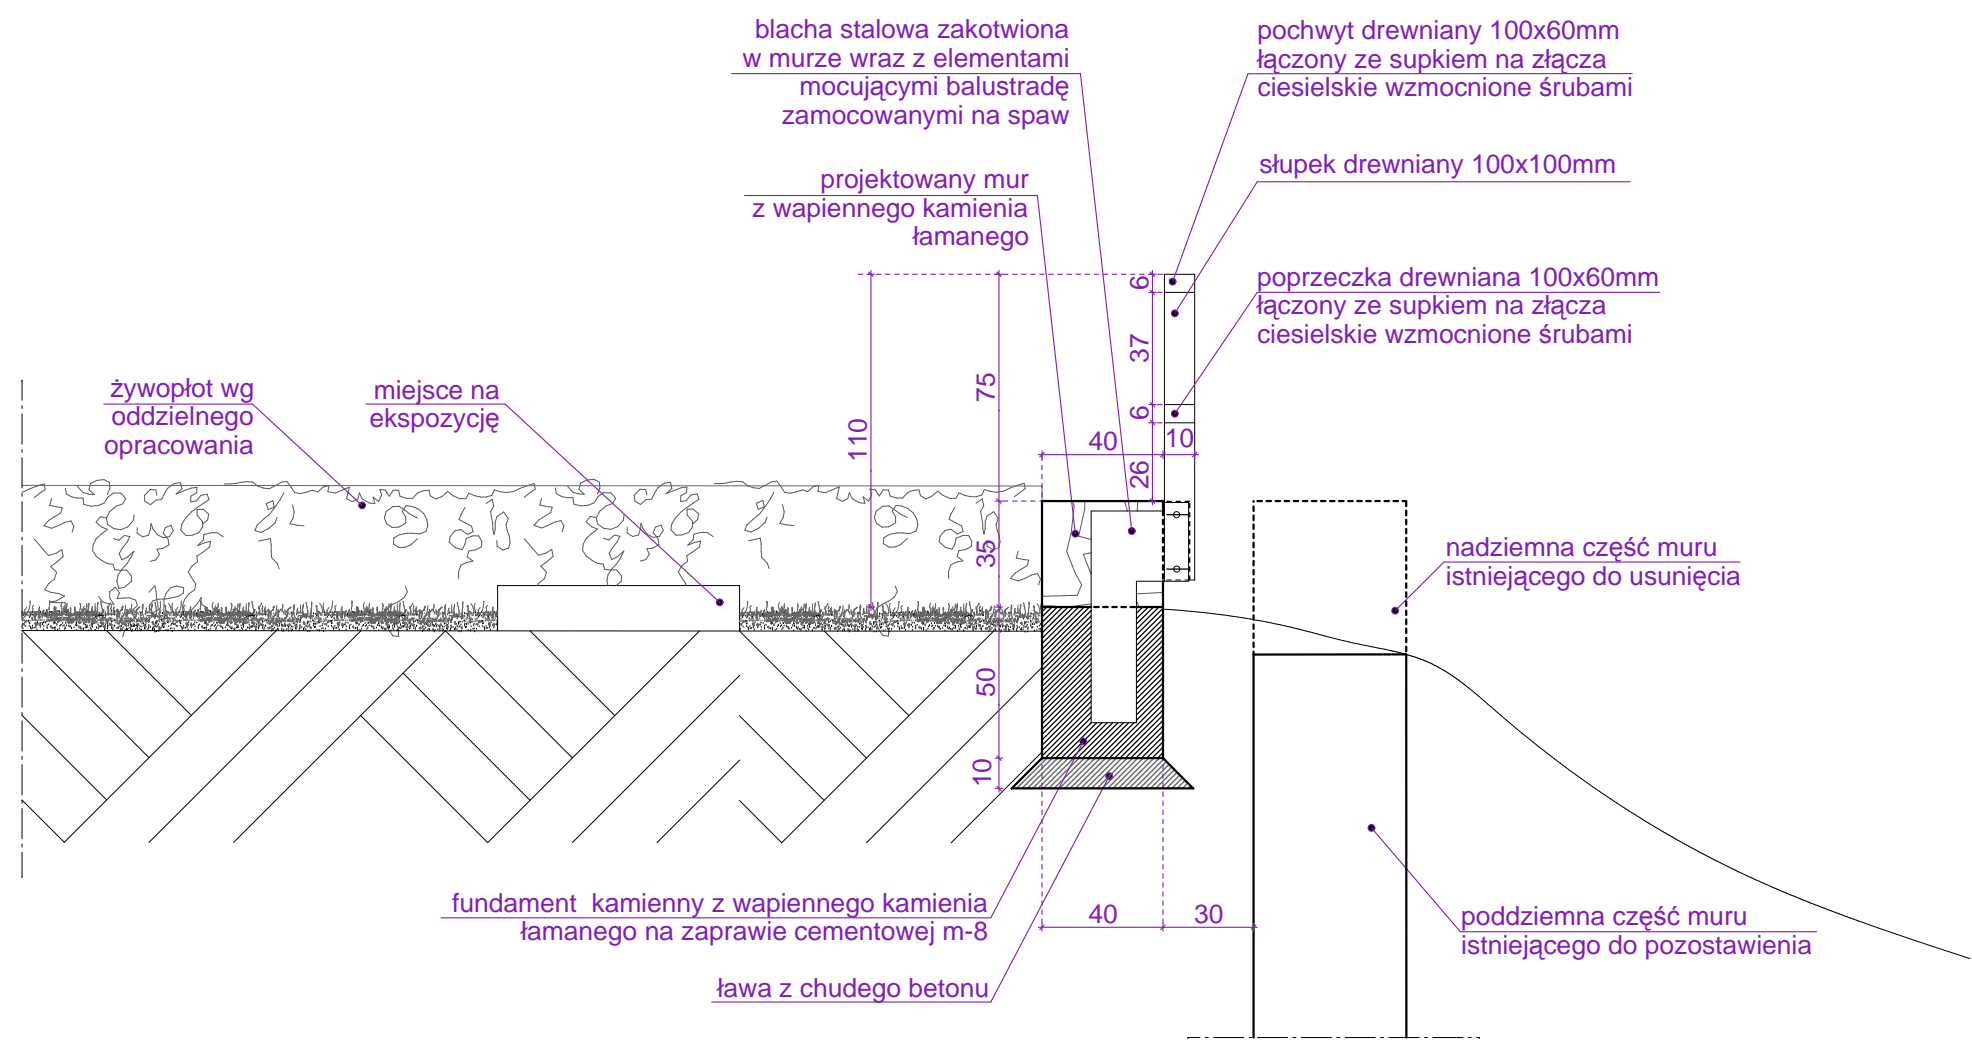 blacha stalowa zakotwiona
w murze wraz z elementami
mocującymi balustradę
zamocowanymi na spaw
pochwyt drewniany 100x60mm
łączony ze supkiem na złącza
ciesielskie wzmocnione śrubami
projektowany mur
z wapiennego kamienia
łamanego
słupek drewniany 100x100mm
poprzeczka drewniana 100x60mm
łączony ze supkiem na złącza
ciesielskie wzmocnione śrubami
żywopłot wg
oddzielnego
opracowania
miejsce na
ekspozycję
110
75
35
50
10
6
37
6
26
40
10
nadziemna część muru
istniejącego do usunięcia
fundament  kamienny z wapiennego kamienia
łamanego na zaprawie cementowej m-8
ława z chudego betonu
40
30
poddziemna część muru
istniejącego do pozostawienia